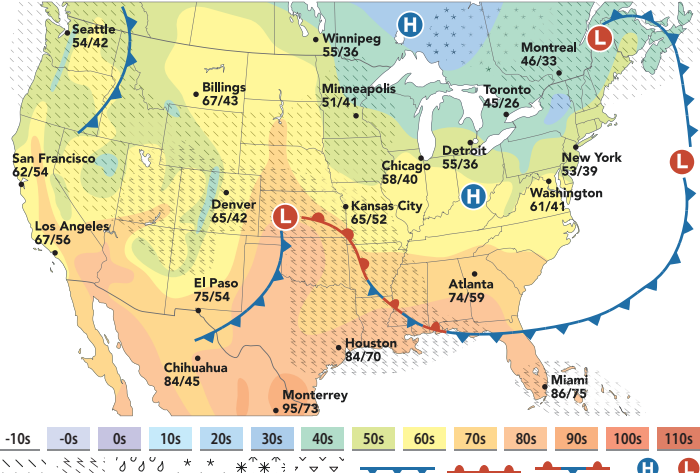 H
L
Seattle
54/42
Winnipeg
55/36
Montreal
46/33
Billings
67/43
Minneapolis
51/41
Toronto
45/26
San Francisco
62/54
Chicago
58/40
Detroit
55/36
New York
53/39
L
Denver
65/42
L
Kansas City
65/52
H
Washington
61/41
Los Angeles
67/56
El Paso
75/54
Atlanta
74/59
Houston
84/70
Chihuahua
84/45
Miami
86/75
Monterrey
95/73
-10s -0s 0s 10s 20s 30s 40s 50s 60s 70s 80s 90s 100s 110s
H L